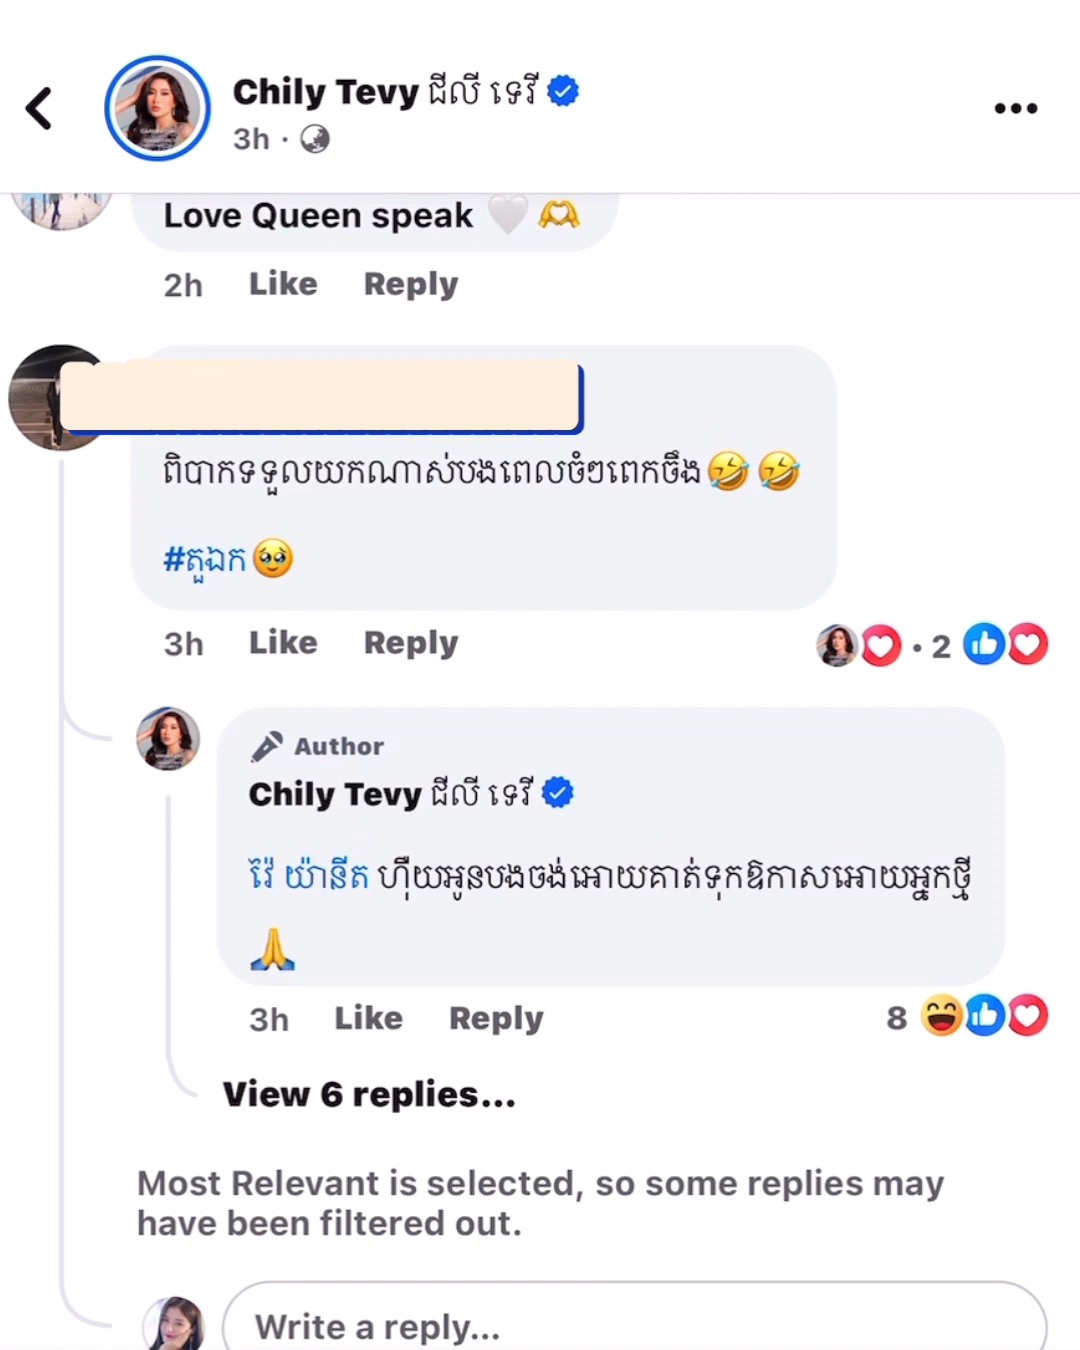 Chily Tevy ជីលី ទេវី
3h ·
Love Queen speak 🤍 🫶
2h Like Reply
ពិបាកទទួលយកណាស់បងពេលចំៗពេកចឹង🤣 🤣
#តួឯក🥹
3h Like Reply
· 2
Author
Chily Tevy ជីលី ទេវី
វ៉ៃ យ៉ានីត ហ៊ឺយអូនបងចង់អោយគាត់ទុកឱកាសអោយអ្នកថ្មី
🙏
3h Like Reply 8
View 6 replies...
Most Relevant is selected, so some replies may
have been filtered out.
Write a reply...